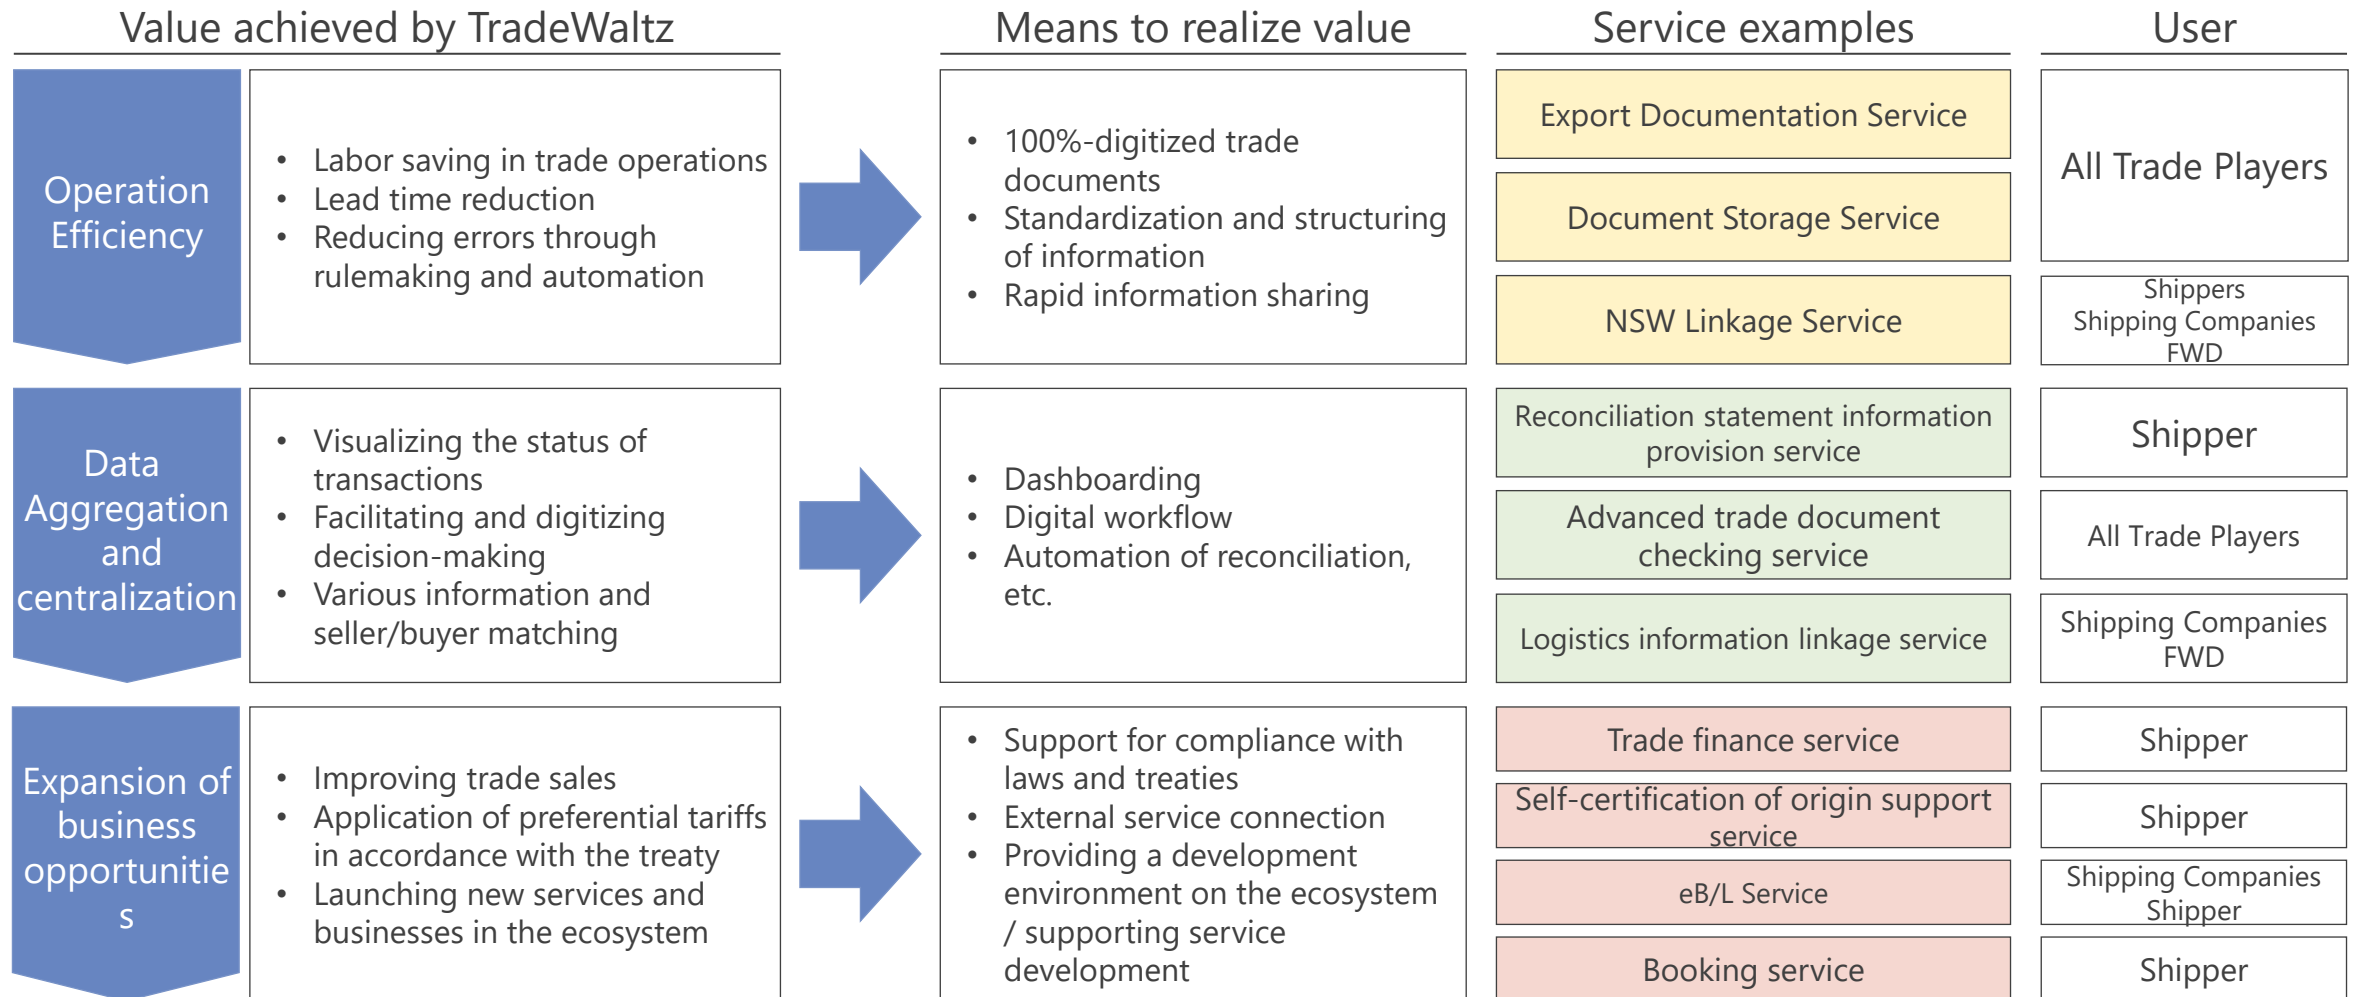 Value achieved by TradeWaltz
Means to realize value
Service examples
User
Operation
Efficiency
• Labor saving in trade operations
• Lead time reduction
• Reducing errors through
rulemaking and automation
• 100%-digitized trade
documents
• Standardization and structuring
of information
• Rapid information sharing
Export Documentation Service
Document Storage Service
NSW Linkage Service
All Trade Players
Shippers
Shipping Companies
FWD
Data
Aggregation
and
centralization
• Visualizing the status of
transactions
• Facilitating and digitizing
decision-making
• Various information and
seller/buyer matching
• Dashboarding
• Digital workflow
• Automation of reconciliation,
etc.
Reconciliation statement information
provision service
Advanced trade document
checking service
Logistics information linkage service
Shipper
All Trade Players
Shipping Companies
FWD
Expansion of
business
opportunitie
s
• Improving trade sales
• Application of preferential tariffs
in accordance with the treaty
• Launching new services and
businesses in the ecosystem
• Support for compliance with
laws and treaties
• External service connection
• Providing a development
environment on the ecosystem
/ supporting service
development
Trade finance service
Self-certification of origin support
service
eB/L Service
Booking service
Shipper
Shipper
Shipping Companies
Shipper
Shipper